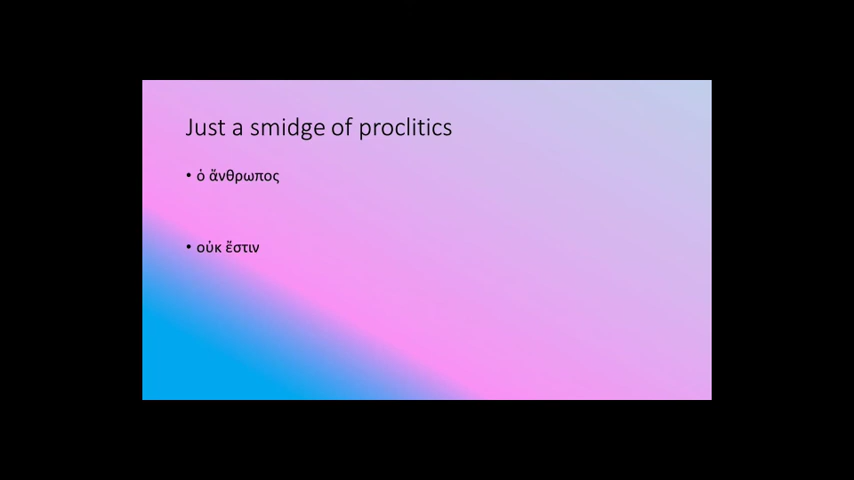 Just a smidge of proclitics
• ὁ ἄνθρωπος
• οὐκ ἔστιν